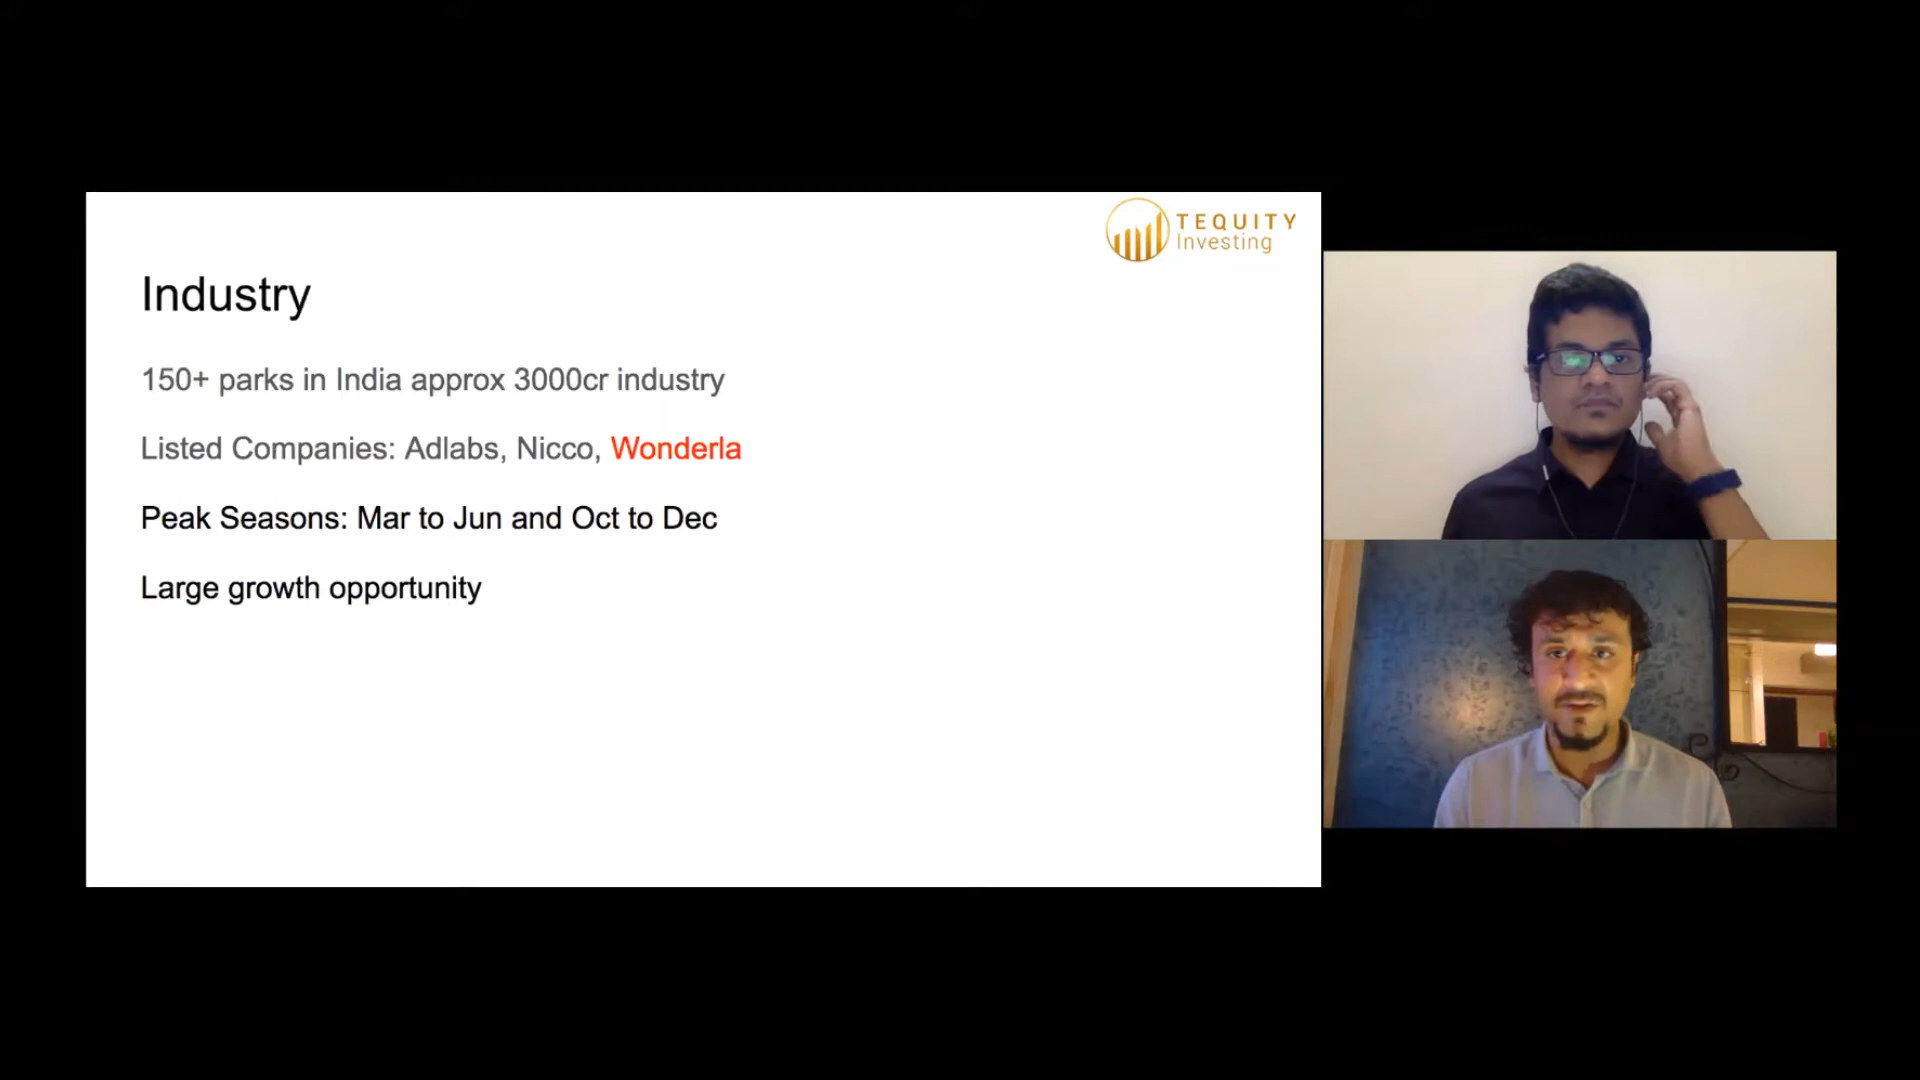 TEQUITY
Investing
Industry
150+ parks in India approx 3000cr industry
Listed Companies: Adlabs, Nicco, Wonderla
Peak Seasons: Mar to Jun and Oct to Dec
Large growth opportunity